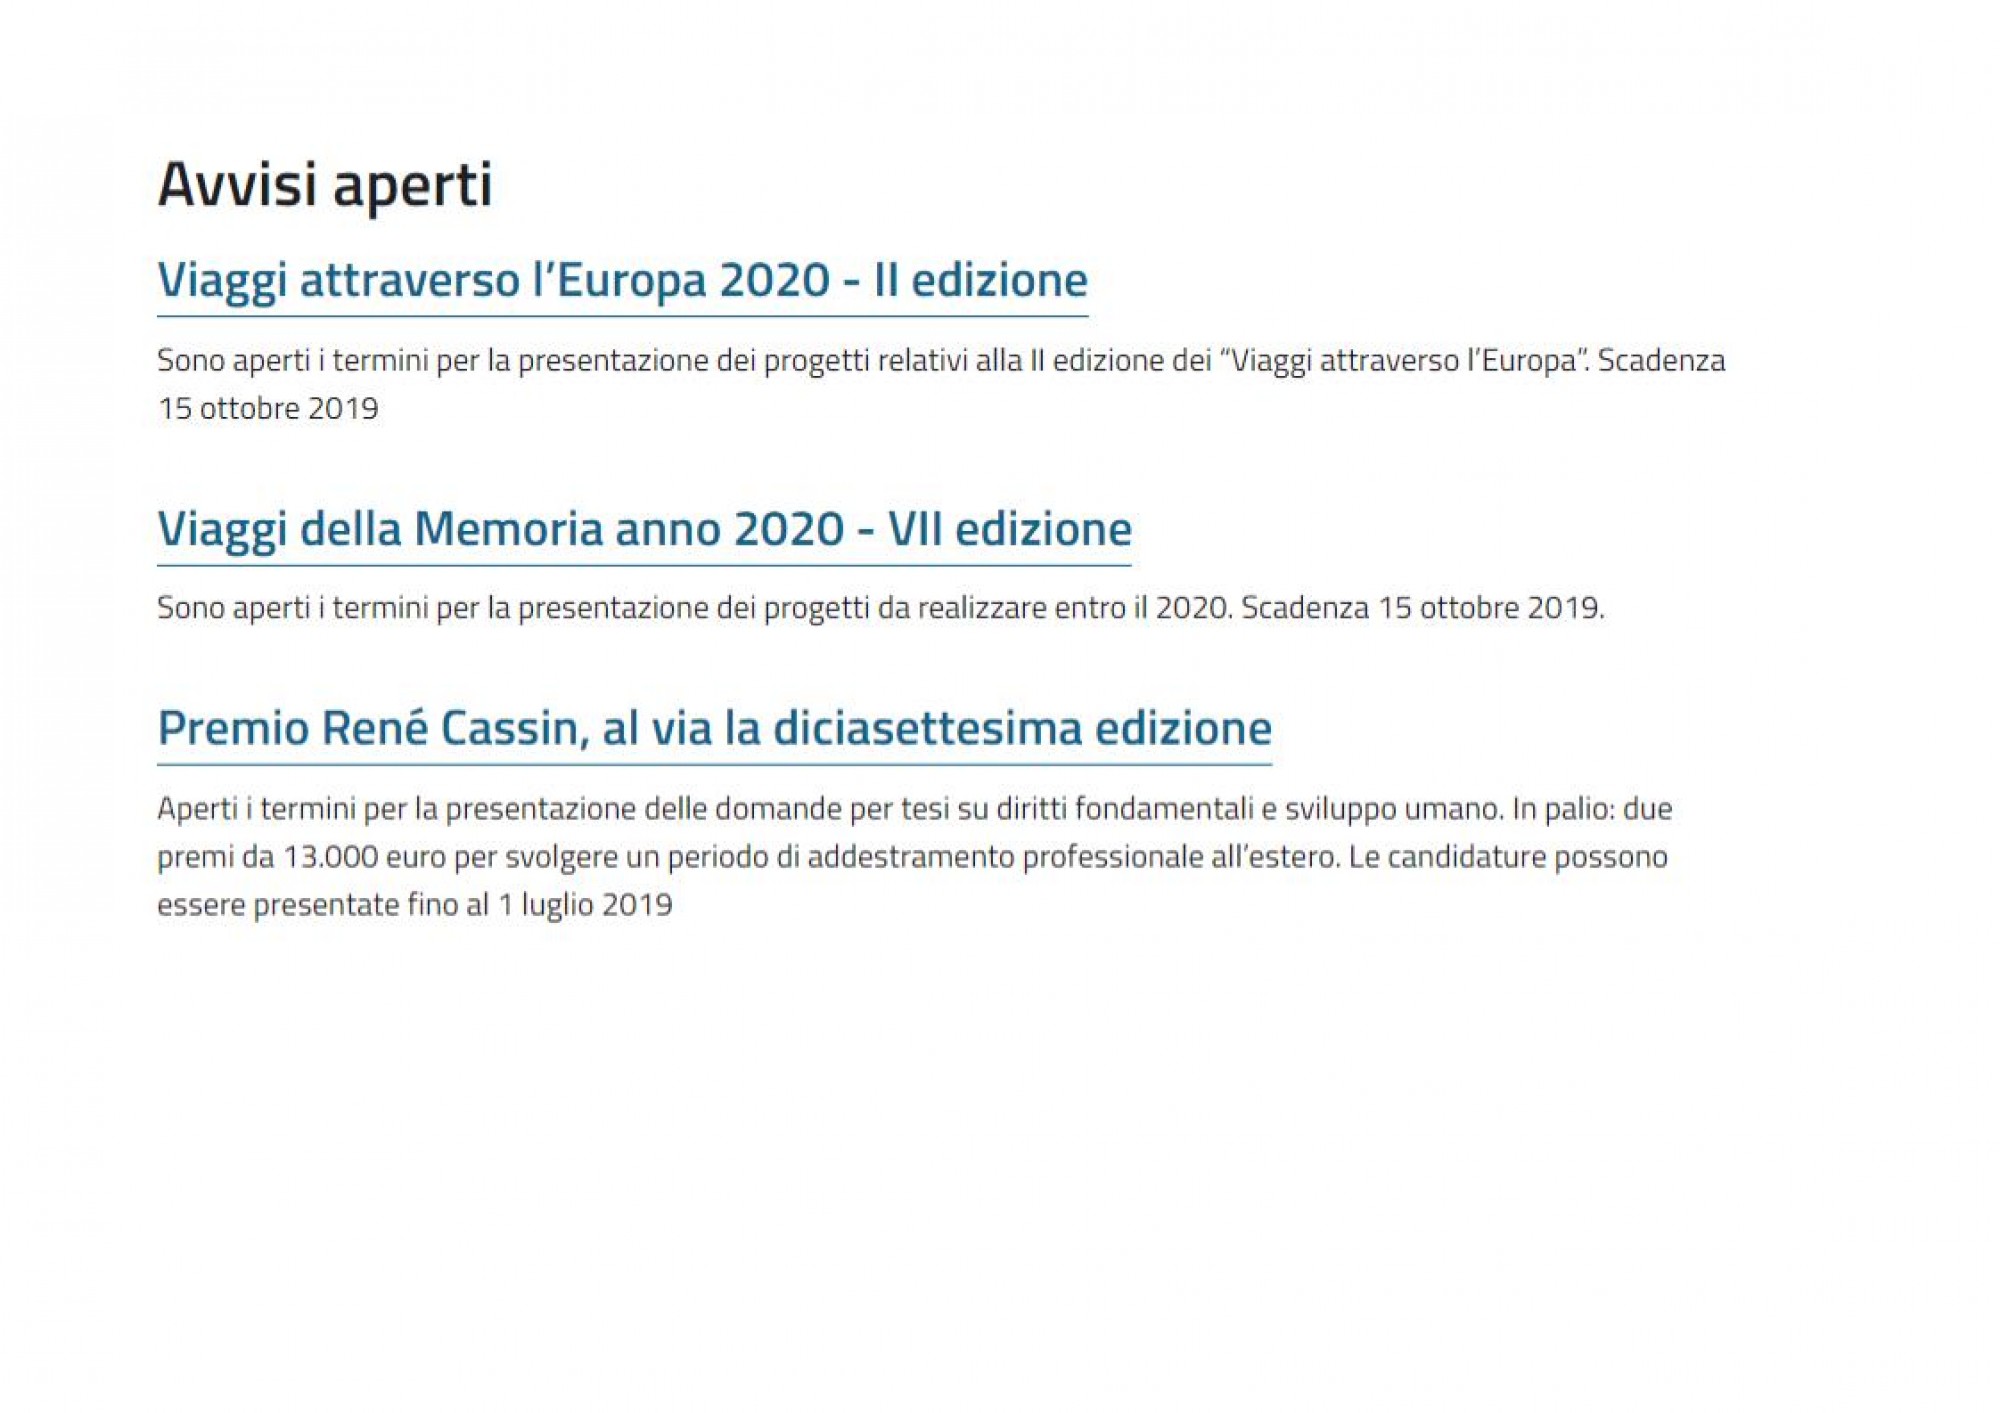 Avvisi aperti
Viaggi attraverso l’Europa 2020 - II edizione
Sono aperti i termini per la presentazione dei progetti relativi alla II edizione dei “Viaggi attraverso l’Europa”. Scadenza
15 ottobre 2019
Viaggi della Memoria anno 2020 - VII edizione
Sono aperti i termini per la presentazione dei progetti da realizzare entro il 2020. Scadenza 15 ottobre 2019.
Premio René Cassin, al via la diciasettesima edizione
Aperti i termini per la presentazione delle domande per tesi su diritti fondamentali e sviluppo umano. In palio: due
premi da 13.000 euro per svolgere un periodo di addestramento professionale all’estero. Le candidature possono
essere presentate fino al 1 luglio 2019